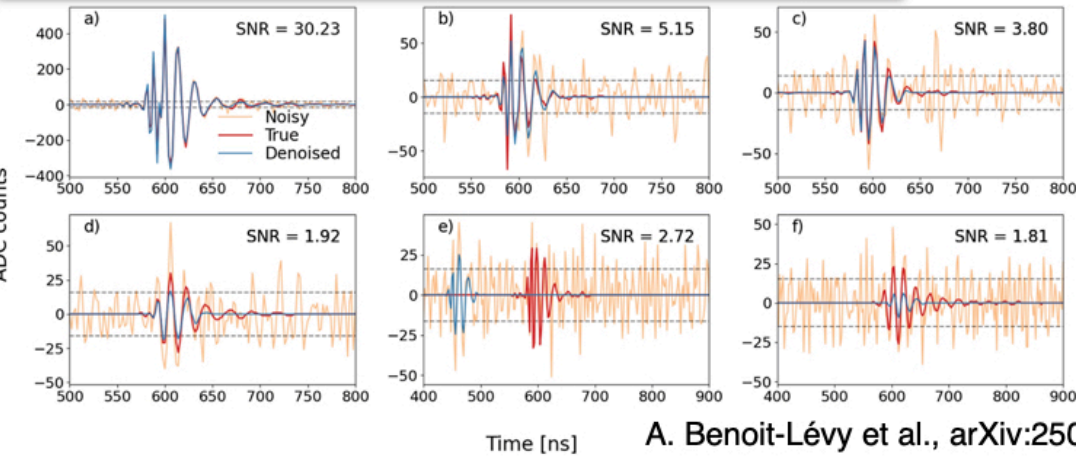 a)
SNR = 30.23
400
200
0
−200
−400
Noisy
True
Denoised
500 550 600 650 700 750 800
b)
SNR = 5.15
50
0
−50
500 550 600 650 700 750 800
c)
SNR = 3.80
50
0
−50
500 550 600 650 700 750 800
ADC counts
d)
SNR = 1.92
50
25
0
−25
−50
500 550 600 650 700 750 800
e)
SNR = 2.72
25
0
−25
−50
400 500 600 700 800 900
f)
SNR = 1.81
50
25
0
−25
−50
400 500 600 700 800 900
Time [ns]
A. Benoit-Lévy et al., arXiv:250